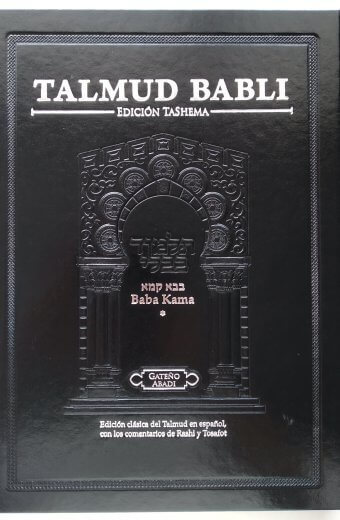 TALMUD BABLI
EDICIÓN TASHEMA
תלמוד
בבלי
בבא קמא
Baba Kama
*
GATEÑO
ABADI
Edición clásica del Talmud en español,
con los comentarios de Rashi y Tosafot